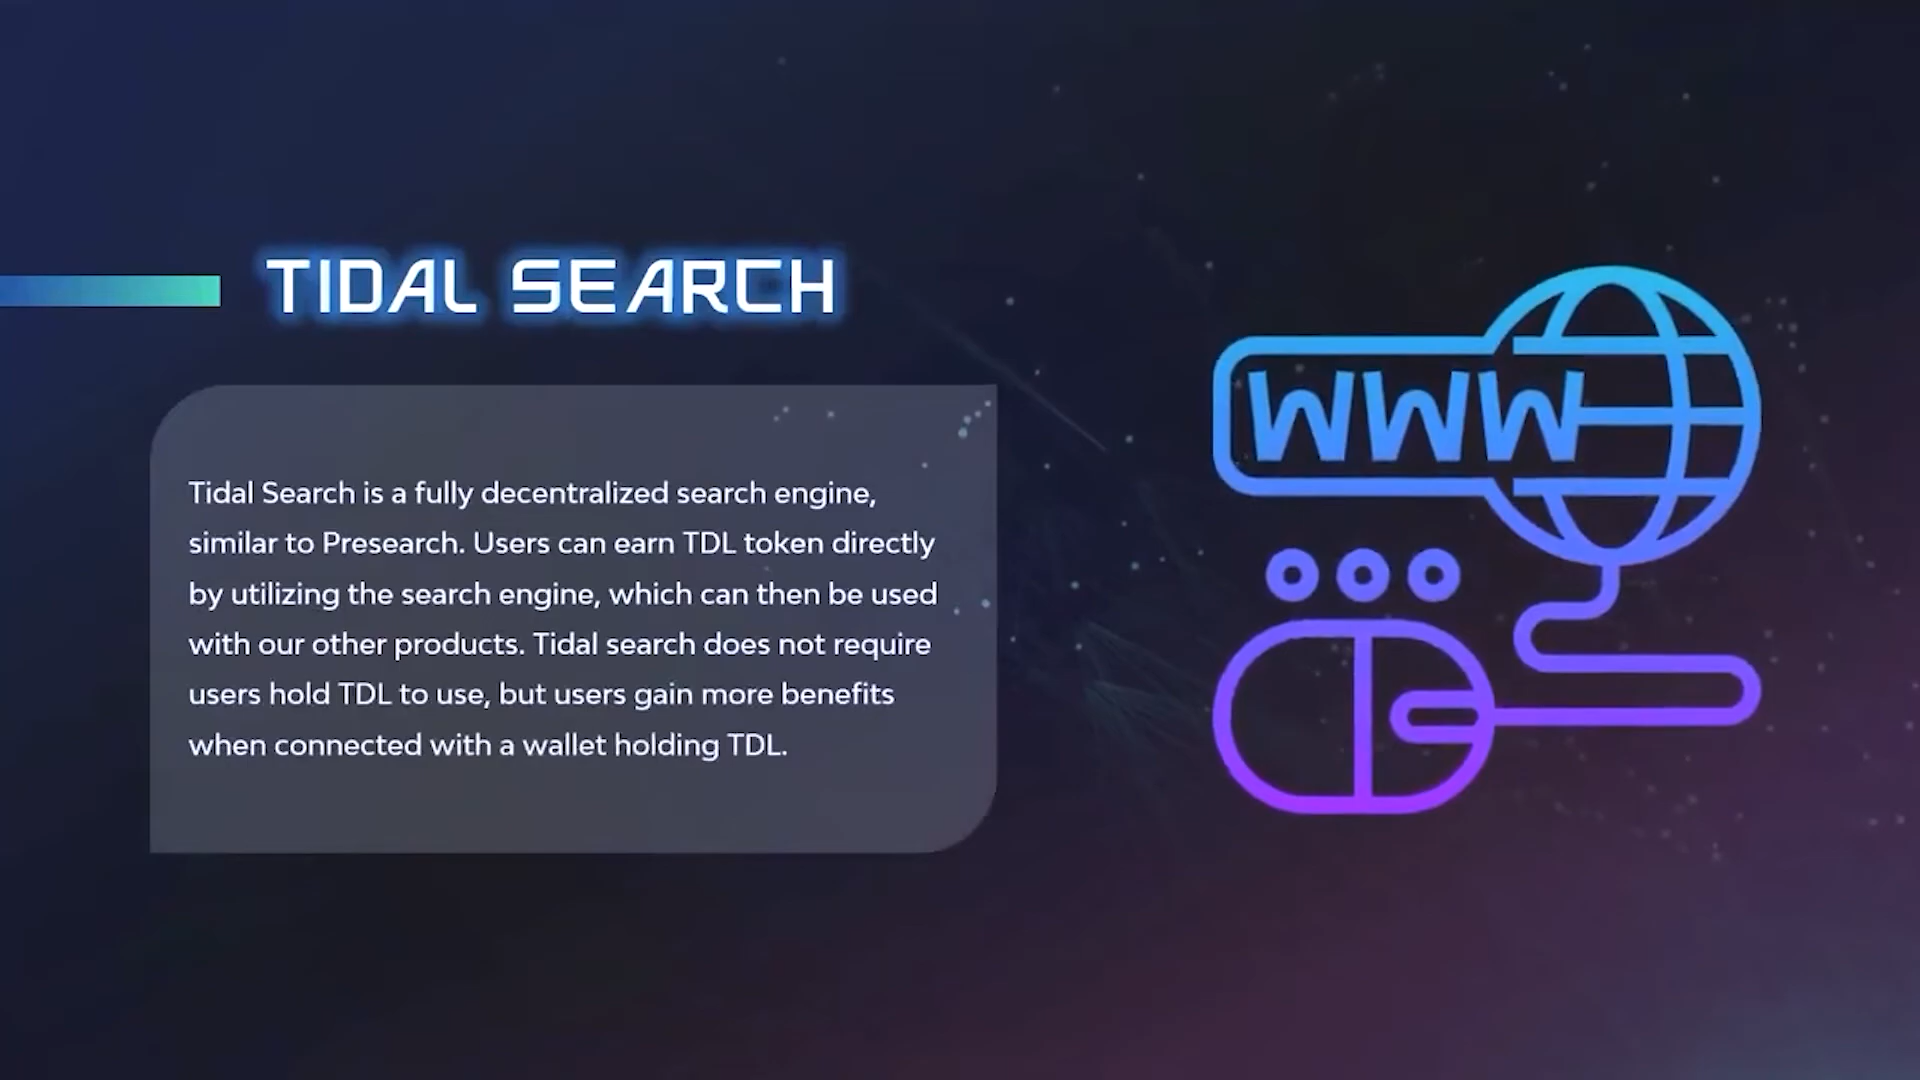 TIDAL SEARCH
Tidal Search is a fully decentralized search engine,
similar to Presearch. Users can earn TDL token directly
by utilizing the search engine, which can then be used
with our other products. Tidal search does not require
users hold TDL to use, but users gain more benefits
when connected with a wallet holding TDL.
WWW